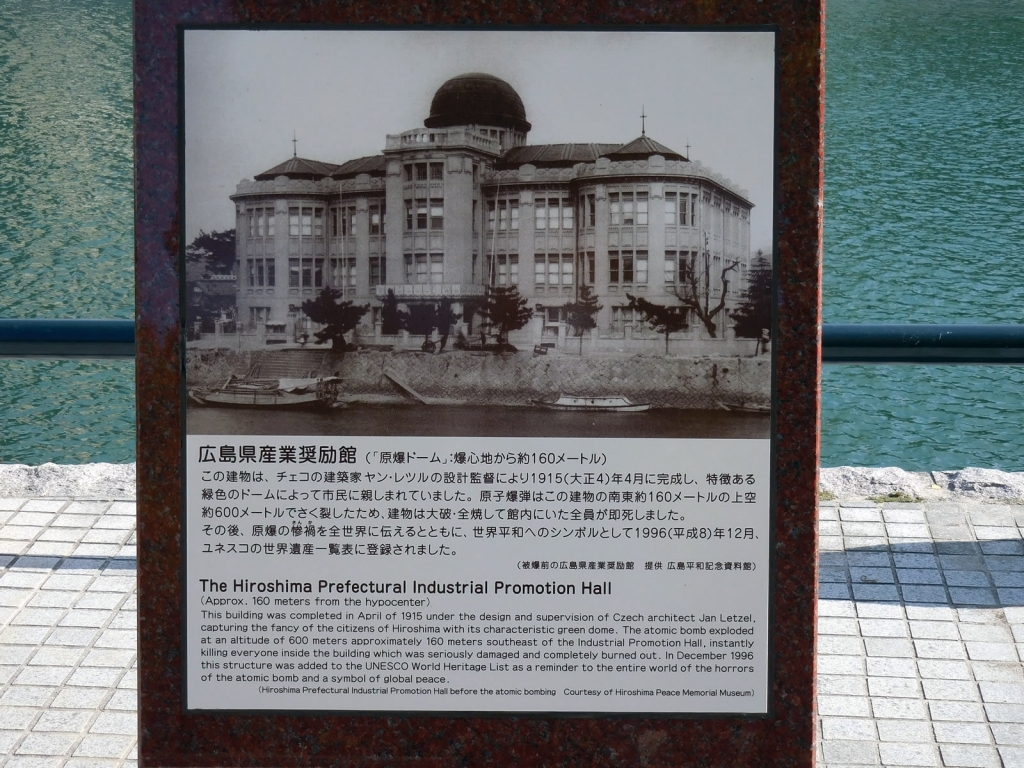 広島県産業奨励館 (「原爆ドーム」:爆心地から約160メートル)
この建物は、チェコの建築家ヤン・レツルの設計監督により1915(大正4)年4月に完成し、特徴ある
緑色のドームによって市民に親しまれていました。原子爆弾はこの建物の南東約160メートルの上空
約600メートルでさく裂したため、建物は大破・全焼して館内にいた全員が即死しました。
その後、原爆の惨禍を全世界に伝えるとともに、世界平和へのシンボルとして1996(平成8)年12月、
ユネスコの世界遺産一覧表に登録されました。
(被爆前の広島県産業奨励館 提供 広島平和記念資料館)
The Hiroshima Prefectural Industrial Promotion Hall
(Approx. 160 meters from the hypocenter)
This building was completed in April of 1915 under the design and supervision of Czech architect Jan Letzel,
capturing the fancy of the citizens of Hiroshima with its characteristic green dome. The atomic bomb exploded
at an altitude of 600 meters approximately 160 meters southeast of the Industrial Promotion Hall, instantly
killing everyone inside the building which was seriously damaged and completely burned out. In December 1996
this structure was added to the UNESCO World Heritage List as a reminder to the entire world of the horrors
of the atomic bomb and a symbol of global peace.
(Hiroshima Prefectural Industrial Promotion Hall before the atomic bombing Courtesy of Hiroshima Peace Memorial Museum)